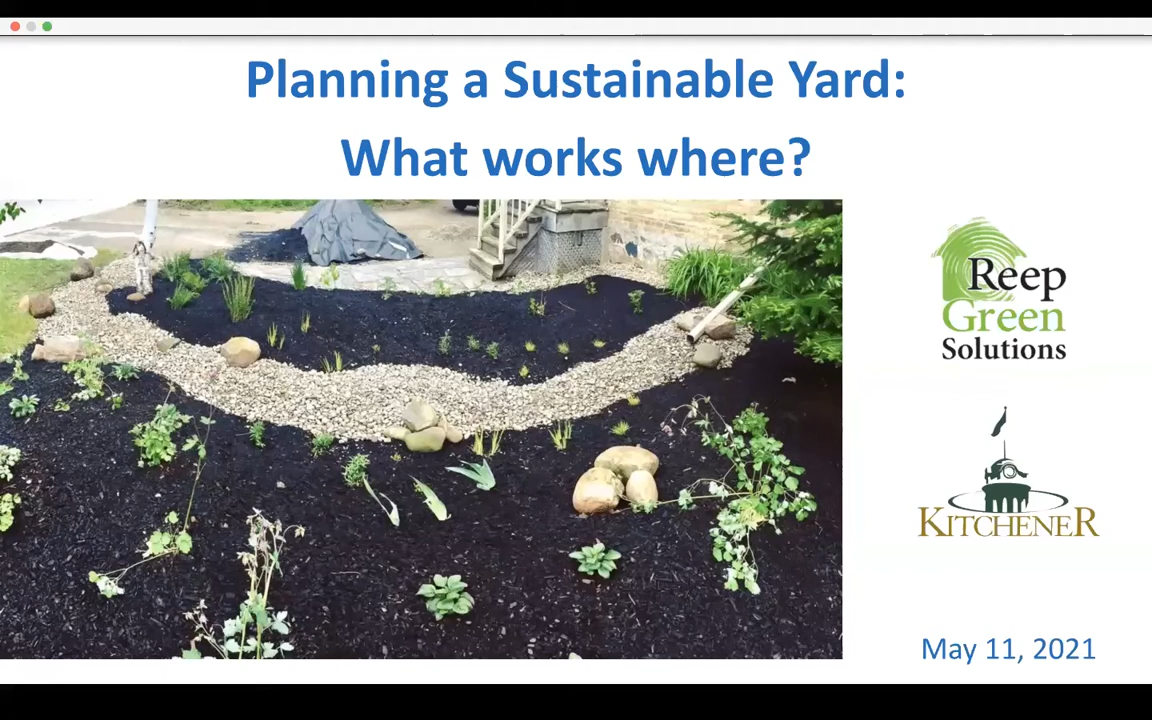 Planning a Sustainable Yard:
What works where?
Reep
Green
Solutions
KITCHENER
May 11, 2021